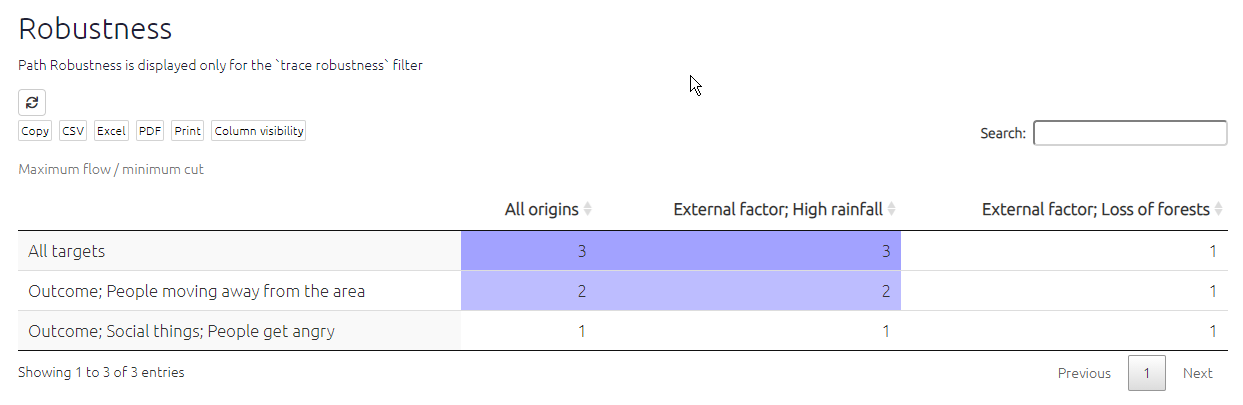 Robustness
Path Robustness is displayed only for the `trace robustness` filter
Copy CSV Excel PDF Print Column visibility
Search:
Maximum flow / minimum cut
All origins External factor; High rainfall External factor; Loss of forests
All targets 3 3 1
Outcome; People moving away from the area 2 2 1
Outcome; Social things; People get angry 1 1 1
Showing 1 to 3 of 3 entries
Previous 1 Next